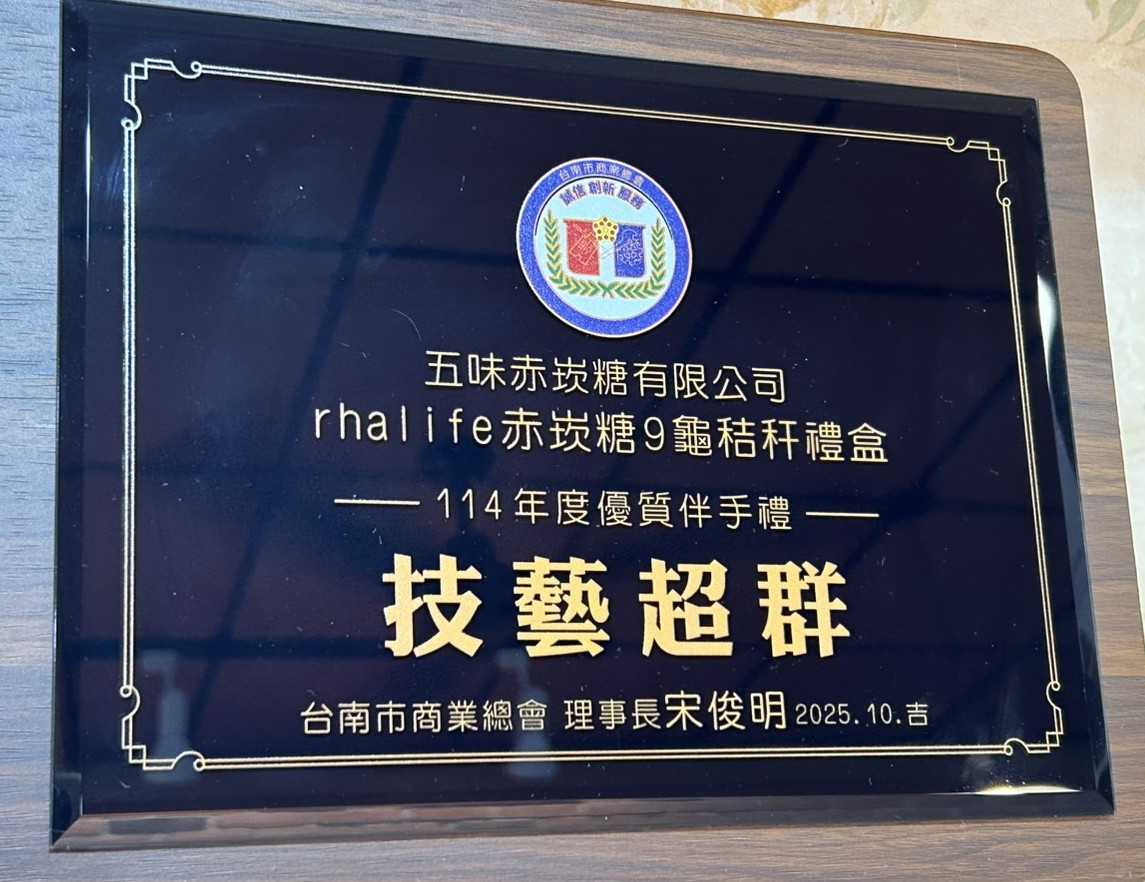 台南市商業總會
誠信 創新 服務
五味赤崁糖有限公司
rhalife赤崁糖9龜秸秆禮盒
114年度優質伴手禮
技藝超群
台南市商業總會 理事長宋俊明 2025.10.吉